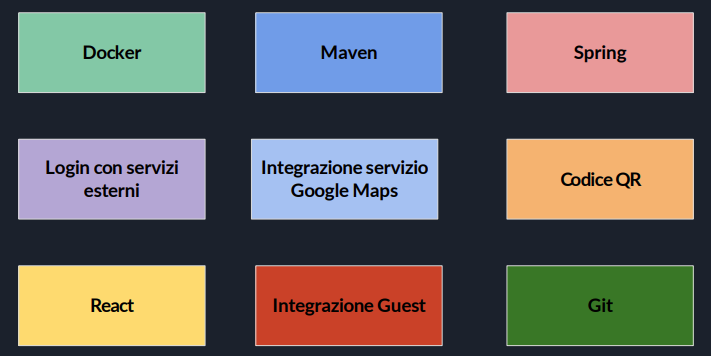 Docker
Maven
Spring
Login con servizi
esterni
Integrazione servizio
Google Maps
Codice QR
React
Integrazione Guest
Git